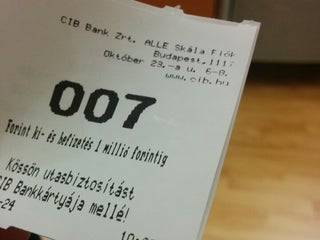 CIB Bank Zrt. ALLE Skála Fiók
Budapest, 1117
Október 23.-a u. 6-8.
www.cib.hu
007
Forint ki- és befizetés 1 millió forintig
Kössön utasbiztosítást
CIB Bankkártyája mellé!
-24